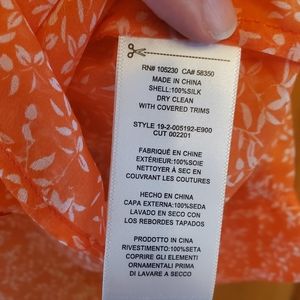 RN# 105230 CA# 58350
MADE IN CHINA
SHELL:100%SILK
DRY CLEAN
WITH COVERED TRIMS
STYLE 19-2-005192-E900
CUT 002201
FABRIQUÉ EN CHINE
EXTÉRIEUR:100%SOIE
NETTOYER À SEC EN
COUVRANT LES COUTURES
HECHO EN CHINA
CAPA EXTERNA:100%SEDA
LAVADO EN SECO CON
LOS REBORDES TAPADOS
PRODOTTO IN CINA
RIVESTIMENTO:100%SETA
COPRIRE GLI ELEMENTI
ORNAMENTALI PRIMA
DI LAVARE A SECCO